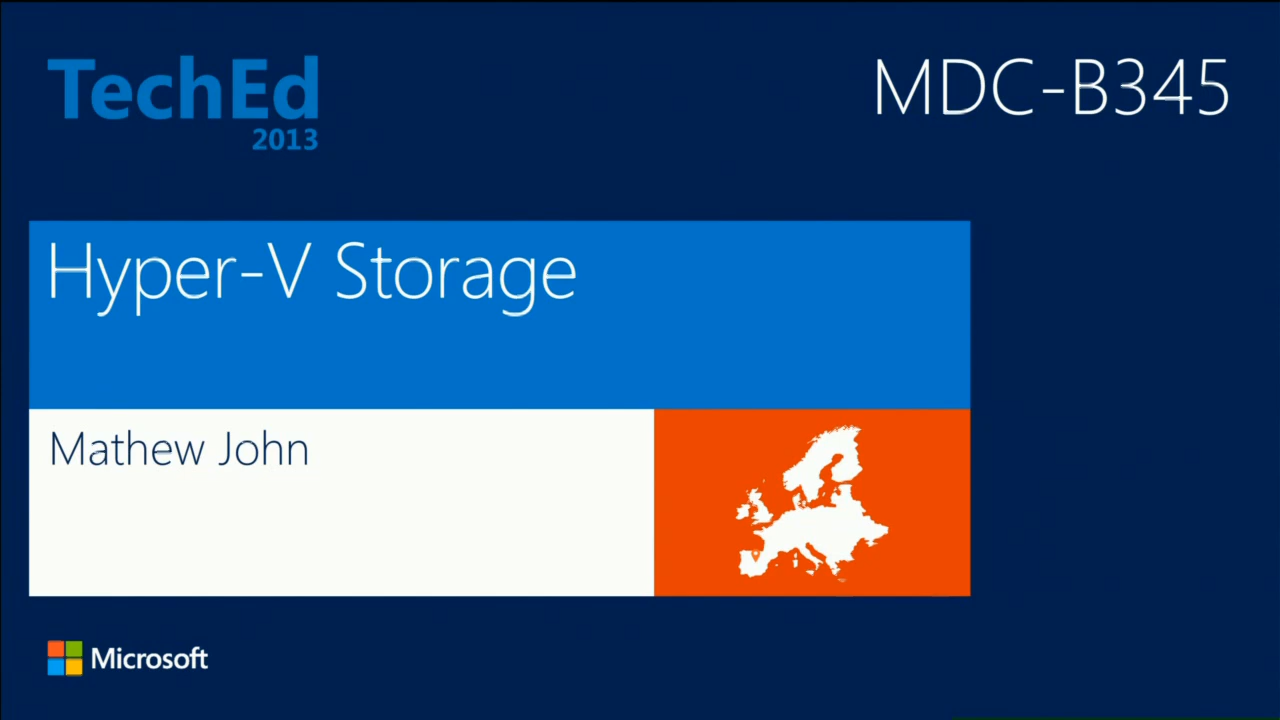 TechEd
2013
MDC-B345
Hyper-V Storage
Mathew John
Microsoft